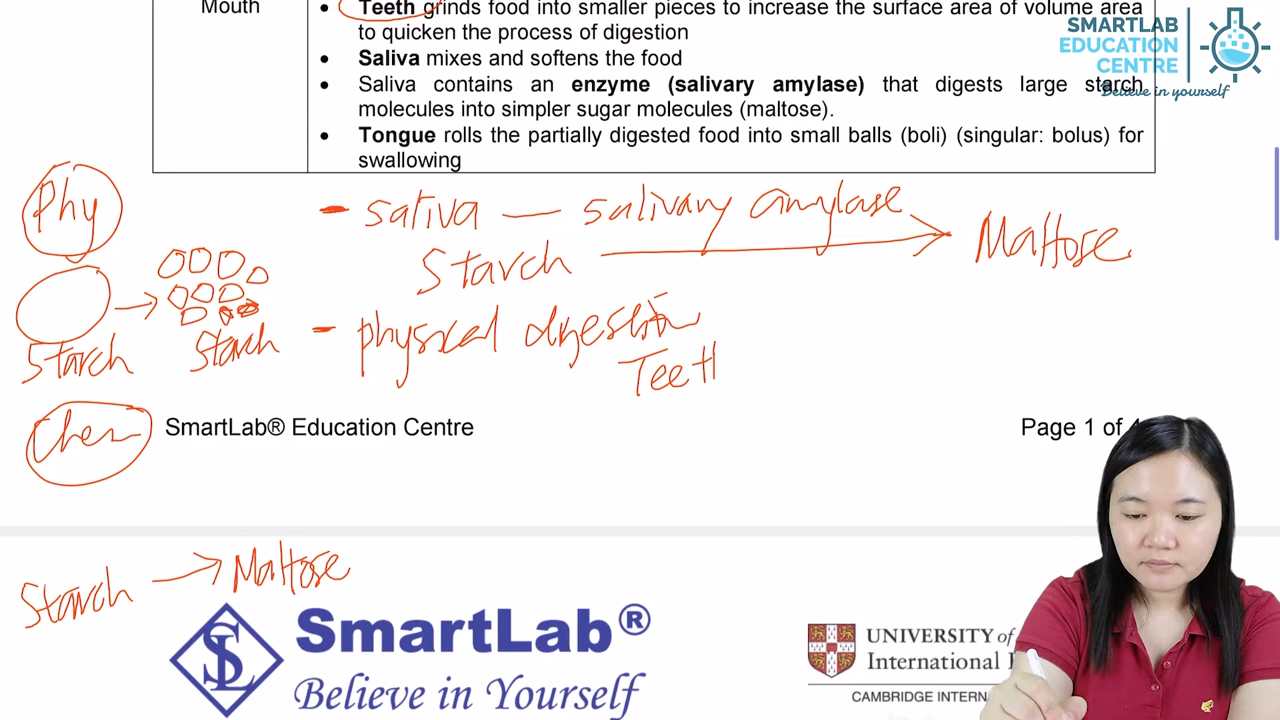 Mouth
• Teeth grinds food into smaller pieces to increase the surface area of volume area
to quicken the process of digestion
• Saliva mixes and softens the food
• Saliva contains an enzyme (salivary amylase) that digests large starch
molecules into simpler sugar molecules (maltose).
• Tongue rolls the partially digested food into small balls (boli) (singular: bolus) for
swallowing
SMARTLAB
EDUCATION
CENTRE
Believe in yourself
Phy
- saliva — salivary amylase
Starch → Maltose
Starch → Starch
- physical digestion
Teeth
Chem
SmartLab® Education Centre
Page 1 of 4
Starch → Maltose
SL
SmartLab®
Believe in Yourself
UNIVERSITY of
International
CAMBRIDGE INTERN